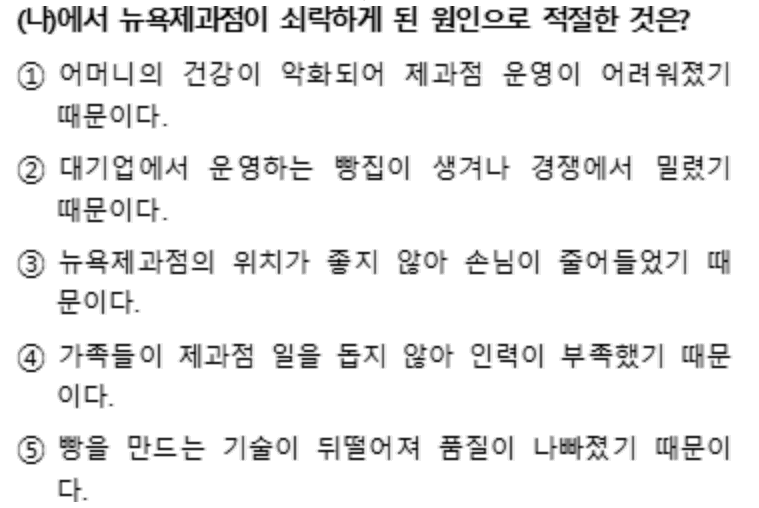 (나)에서 뉴욕제과점이 쇠락하게 된 원인으로 적절한 것은?
① 어머니의 건강이 악화되어 제과점 운영이 어려워졌기
때문이다.
② 대기업에서 운영하는 빵집이 생겨나 경쟁에서 밀렸기
때문이다.
③ 뉴욕제과점의 위치가 좋지 않아 손님이 줄어들었기 때
문이다.
④ 가족들이 제과점 일을 돕지 않아 인력이 부족했기 때문
이다.
⑤ 빵을 만드는 기술이 뒤떨어져 품질이 나빠졌기 때문이
다.